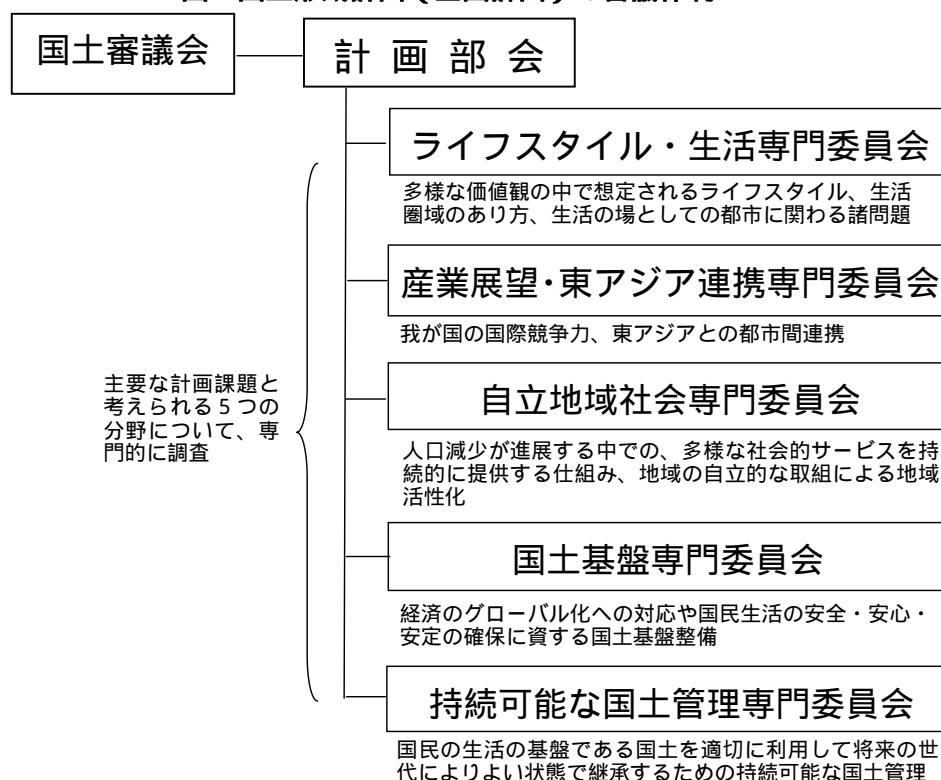 国土審議会
計画部会
ライフスタイル・生活専門委員会
多様な価値観の中で想定されるライフスタイル、生活
圏域のあり方、生活の場としての都市に関わる諸問題
産業展望・東アジア連携専門委員会
我が国の国際競争力、東アジアとの都市間連携
主要な計画課題と
考えられる5つの
分野について、専
門的に調査
自立地域社会専門委員会
人口減少が進展する中での、多様な社会的サービスを持
続的に提供する仕組み、地域の自立的な取組による地域
活性化
国土基盤専門委員会
経済のグローバル化への対応や国民生活の安全・安心・
安定の確保に資する国土基盤整備
持続可能な国土管理専門委員会
国民の生活の基盤である国土を適切に利用して将来の世
代によりよい状態で継承するための持続可能な国土管理